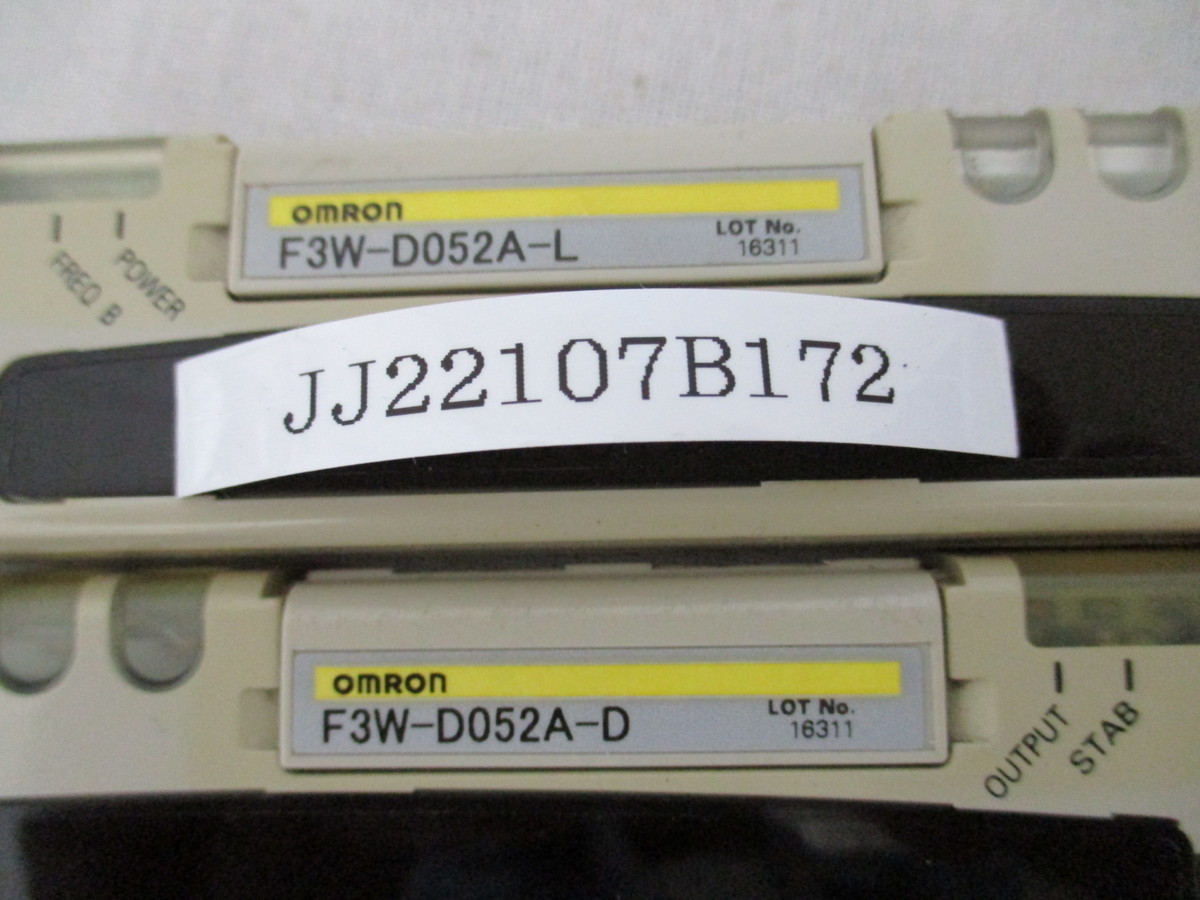 OMRON
F3W-D052A-L
LOT No.
16311
FREQ B
POWER
JJ22107B172
OMRON
F3W-D052A-D
LOT No.
16311
OUTPUT
STAB